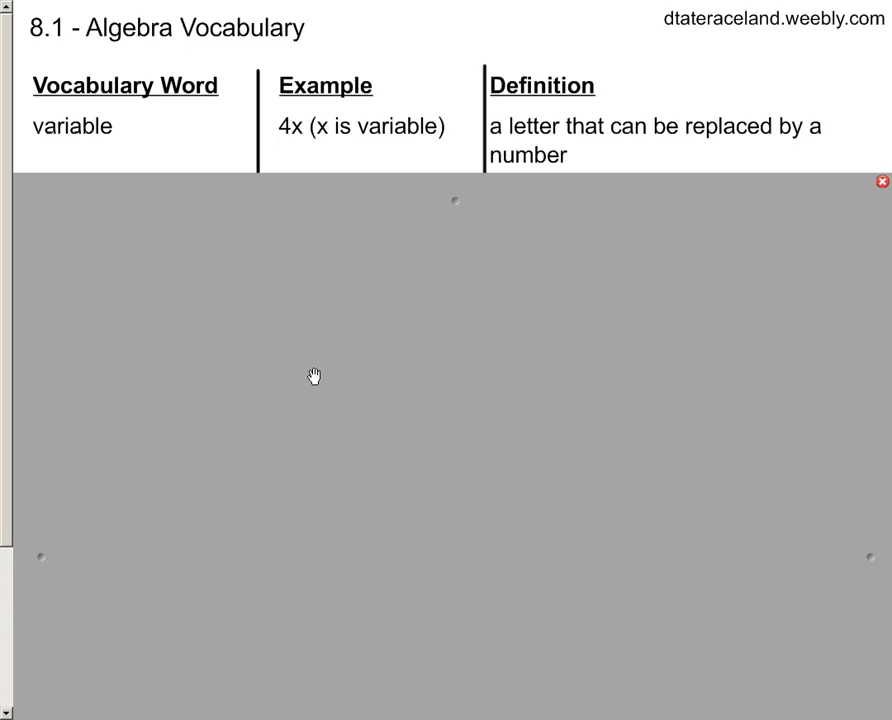 8.1 - Algebra Vocabulary
dtateraceland.weebly.com
Vocabulary Word Example Definition
variable 4x (x is variable) a letter that can be replaced by a
number